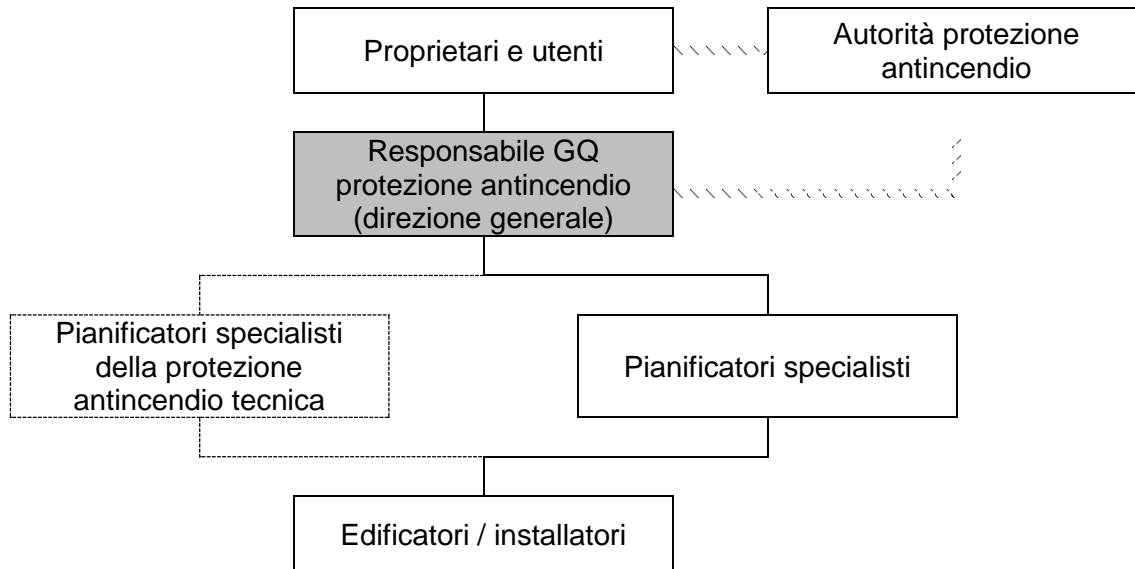 Proprietari e utenti
Autorità protezione
antincendio
Responsabile GQ
protezione antincendio
(direzione generale)
Pianificatori specialisti
della protezione
antincendio tecnica
Pianificatori specialisti
Edificatori / installatori